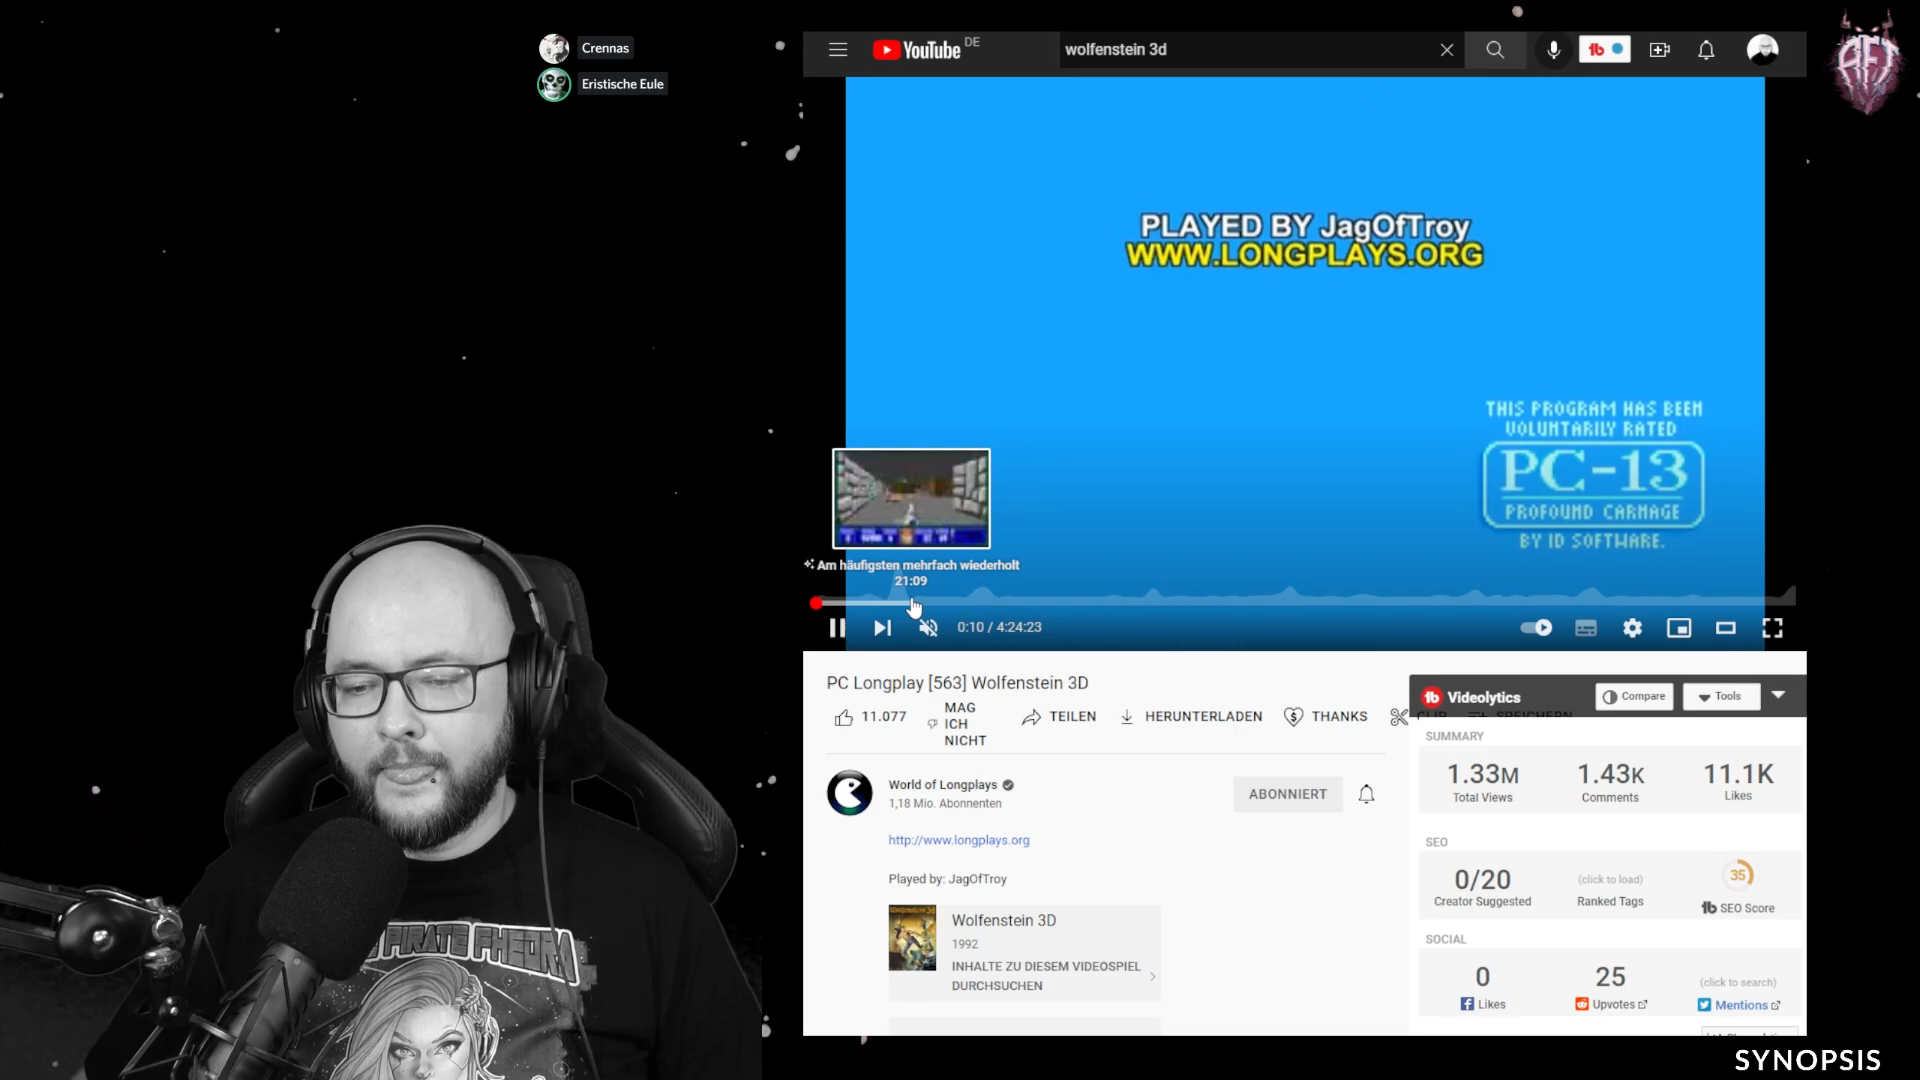 Crennas
Eristische Eule
YouTube DE
wolfenstein 3d
PLAYED BY JagOfTroy
WWW.LONGPLAYS.ORG
THIS PROGRAM HAS BEEN
VOLUNTARILY RATED
PC-13
PROFOUND CARNAGE
BY ID SOFTWARE.
Am häufigsten mehrfach wiederholt
21:09
0:10 / 4:24:23
PC Longplay [563] Wolfenstein 3D
11.077
MAG
ICH
NICHT
TEILEN
HERUNTERLADEN
THANKS
CLIP
SPEICHERN
World of Longplays
1,18 Mio. Abonnenten
ABONNIERT
http://www.longplays.org
Played by: JagOfTroy
Wolfenstein 3D
1992
INHALTE ZU DIESEM VIDEOSPIEL
DURCHSUCHEN
tb Videolytics
Compare
Tools
SUMMARY
1.33M
Total Views
1.43K
Comments
11.1K
Likes
SEO
0/20
Creator Suggested
(click to load)
Ranked Tags
35
tb SEO Score
SOCIAL
0
Likes
25
Upvotes
(click to search)
Mentions
PIRATE
SYNOPSIS